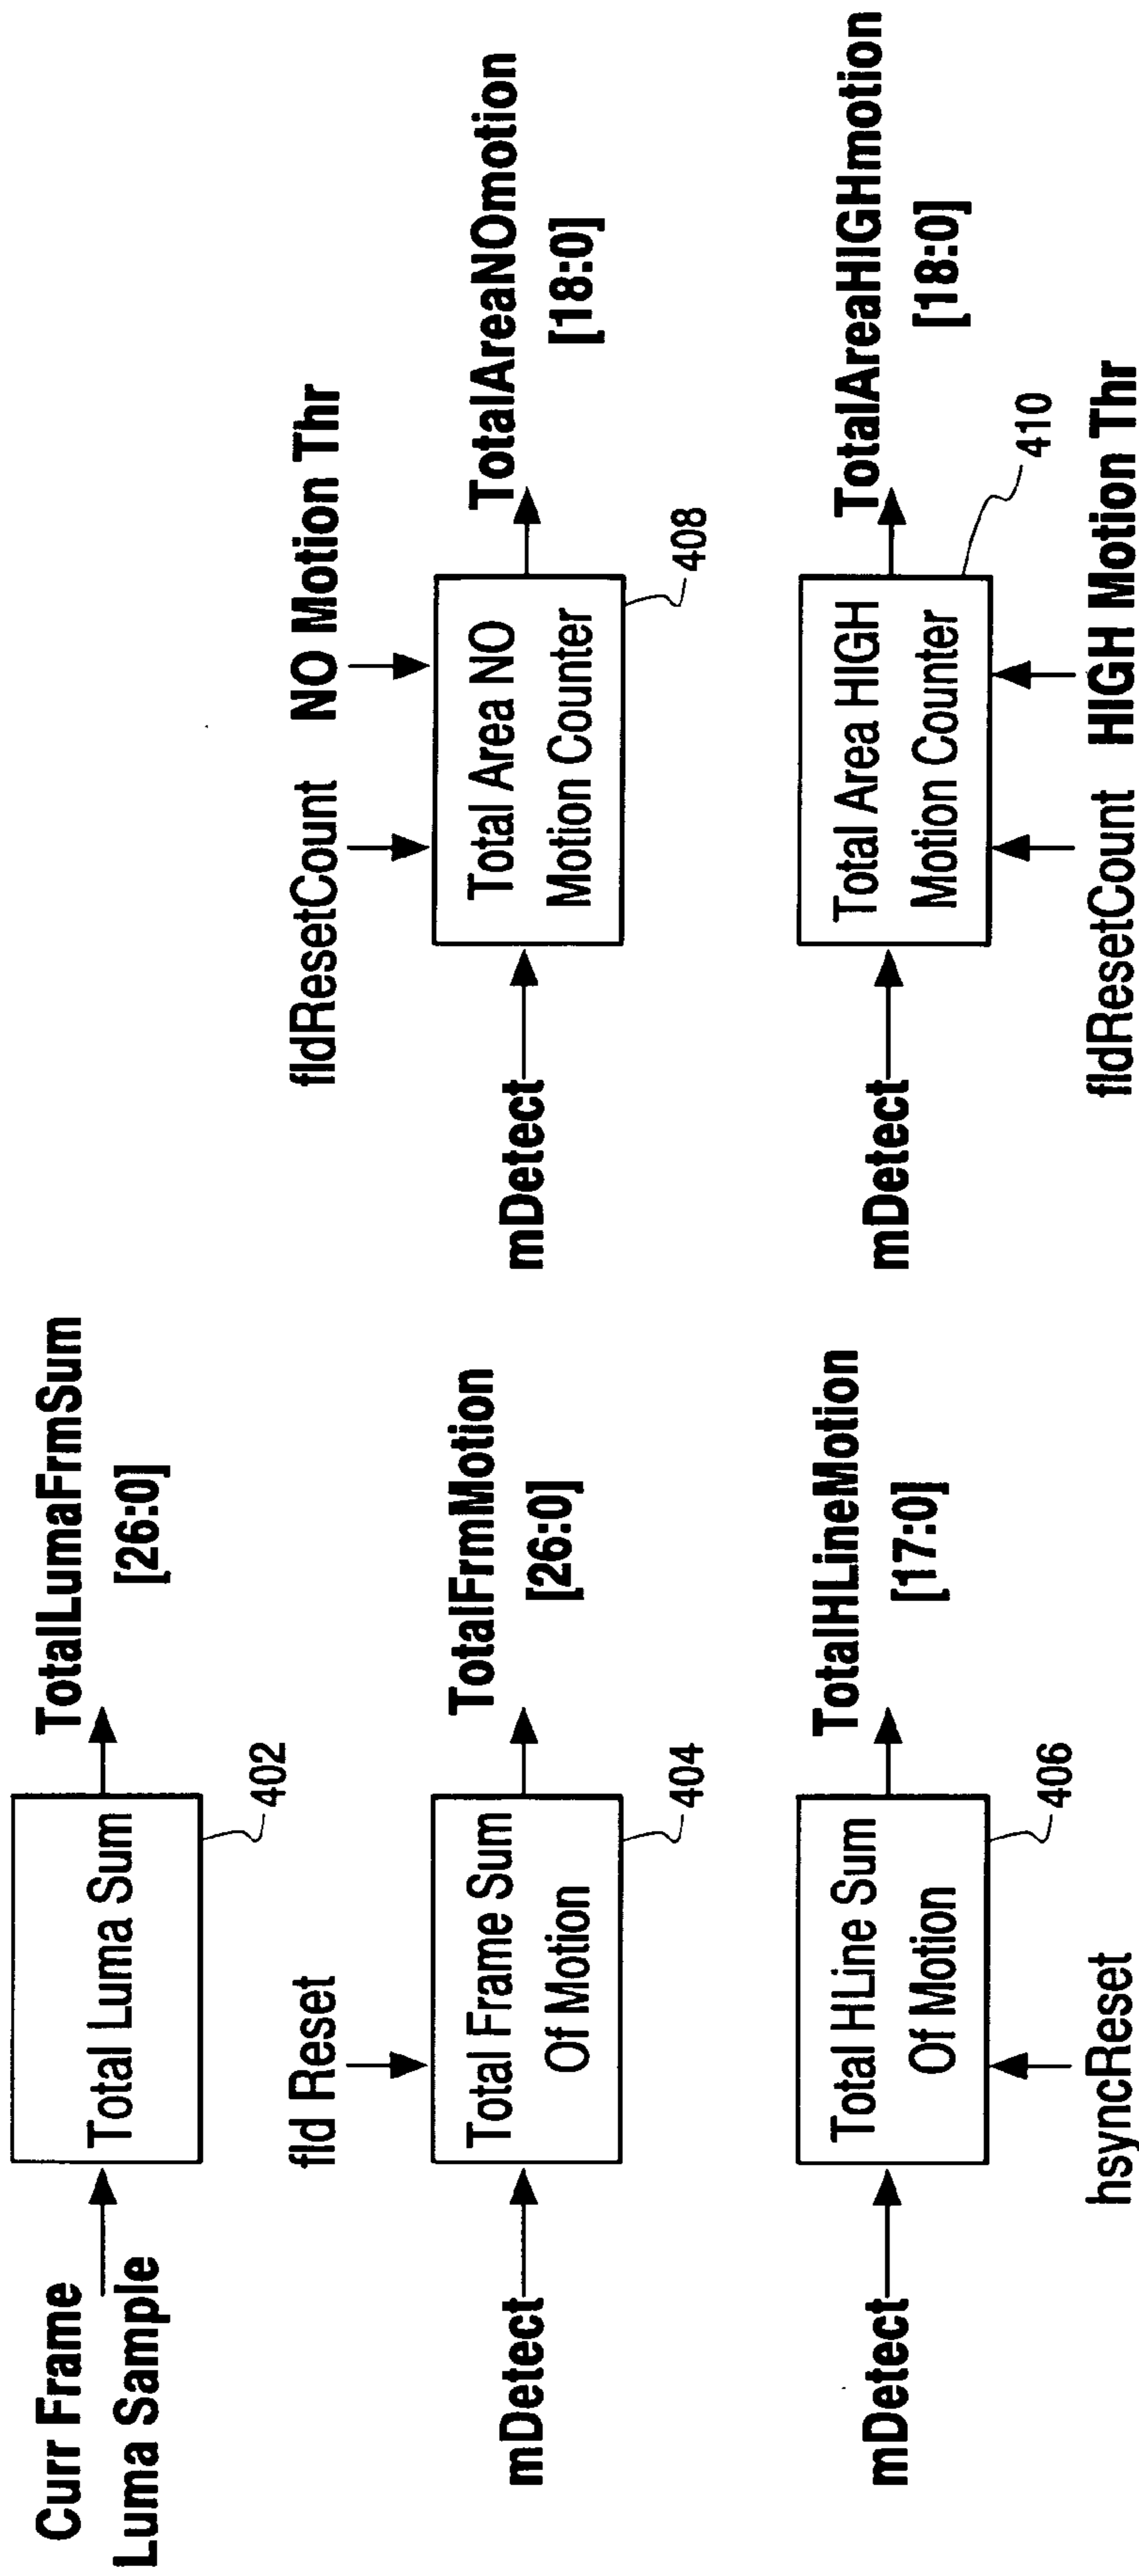 Curr Frame
Luma Sample
Total Luma Sum
402
TotalLumaFrmSum
[26:0]
fld Reset
mDetect
Total Frame Sum
Of Motion
404
TotalFrmMotion
[26:0]
mDetect
Total HLine Sum
Of Motion
406
hsyncReset
TotalHLineMotion
[17:0]
fldResetCount
NO Motion Thr
mDetect
Total Area NO
Motion Counter
408
TotalAreaNOmotion
[18:0]
mDetect
Total Area HIGH
Motion Counter
410
fldResetCount
HIGH Motion Thr
TotalAreaHIGHmotion
[18:0]